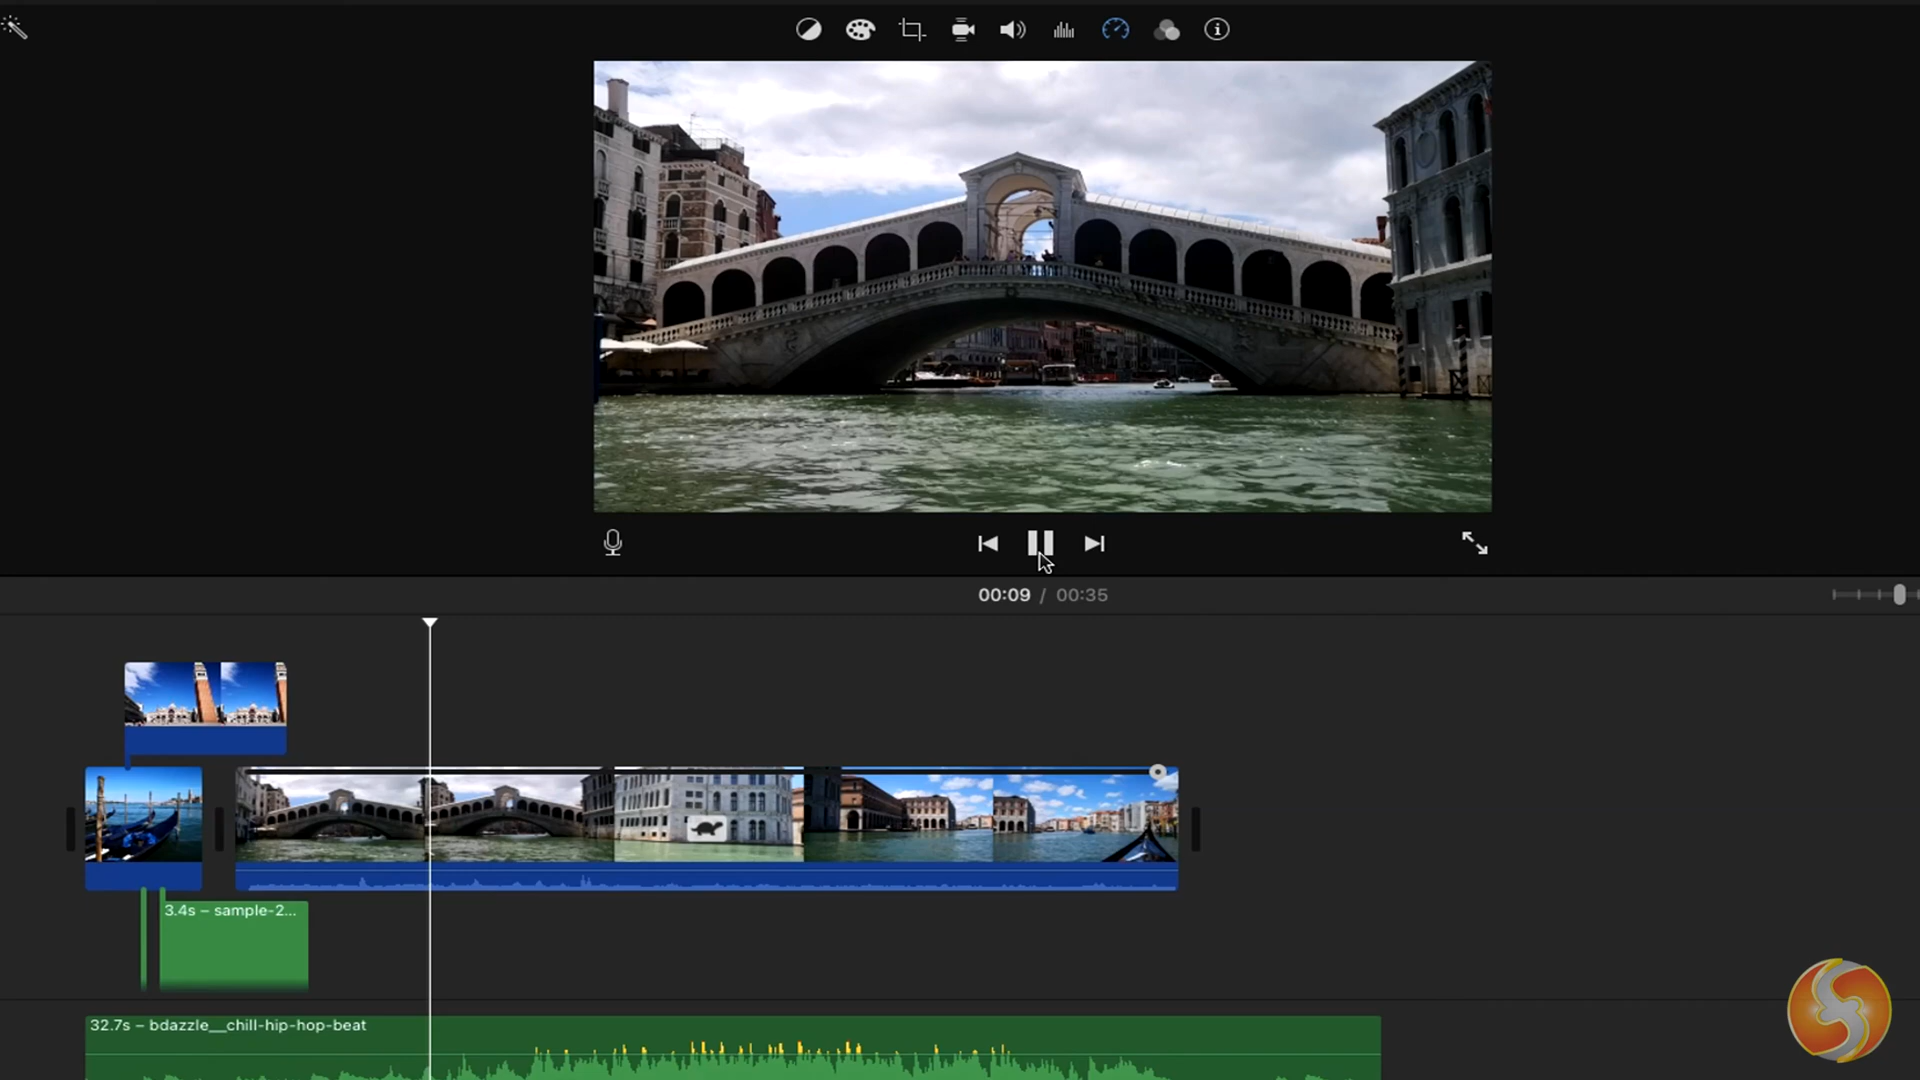 00:09 / 00:35
3.4s – sample-2...
32.7s – bdazzle__chill-hip-hop-beat